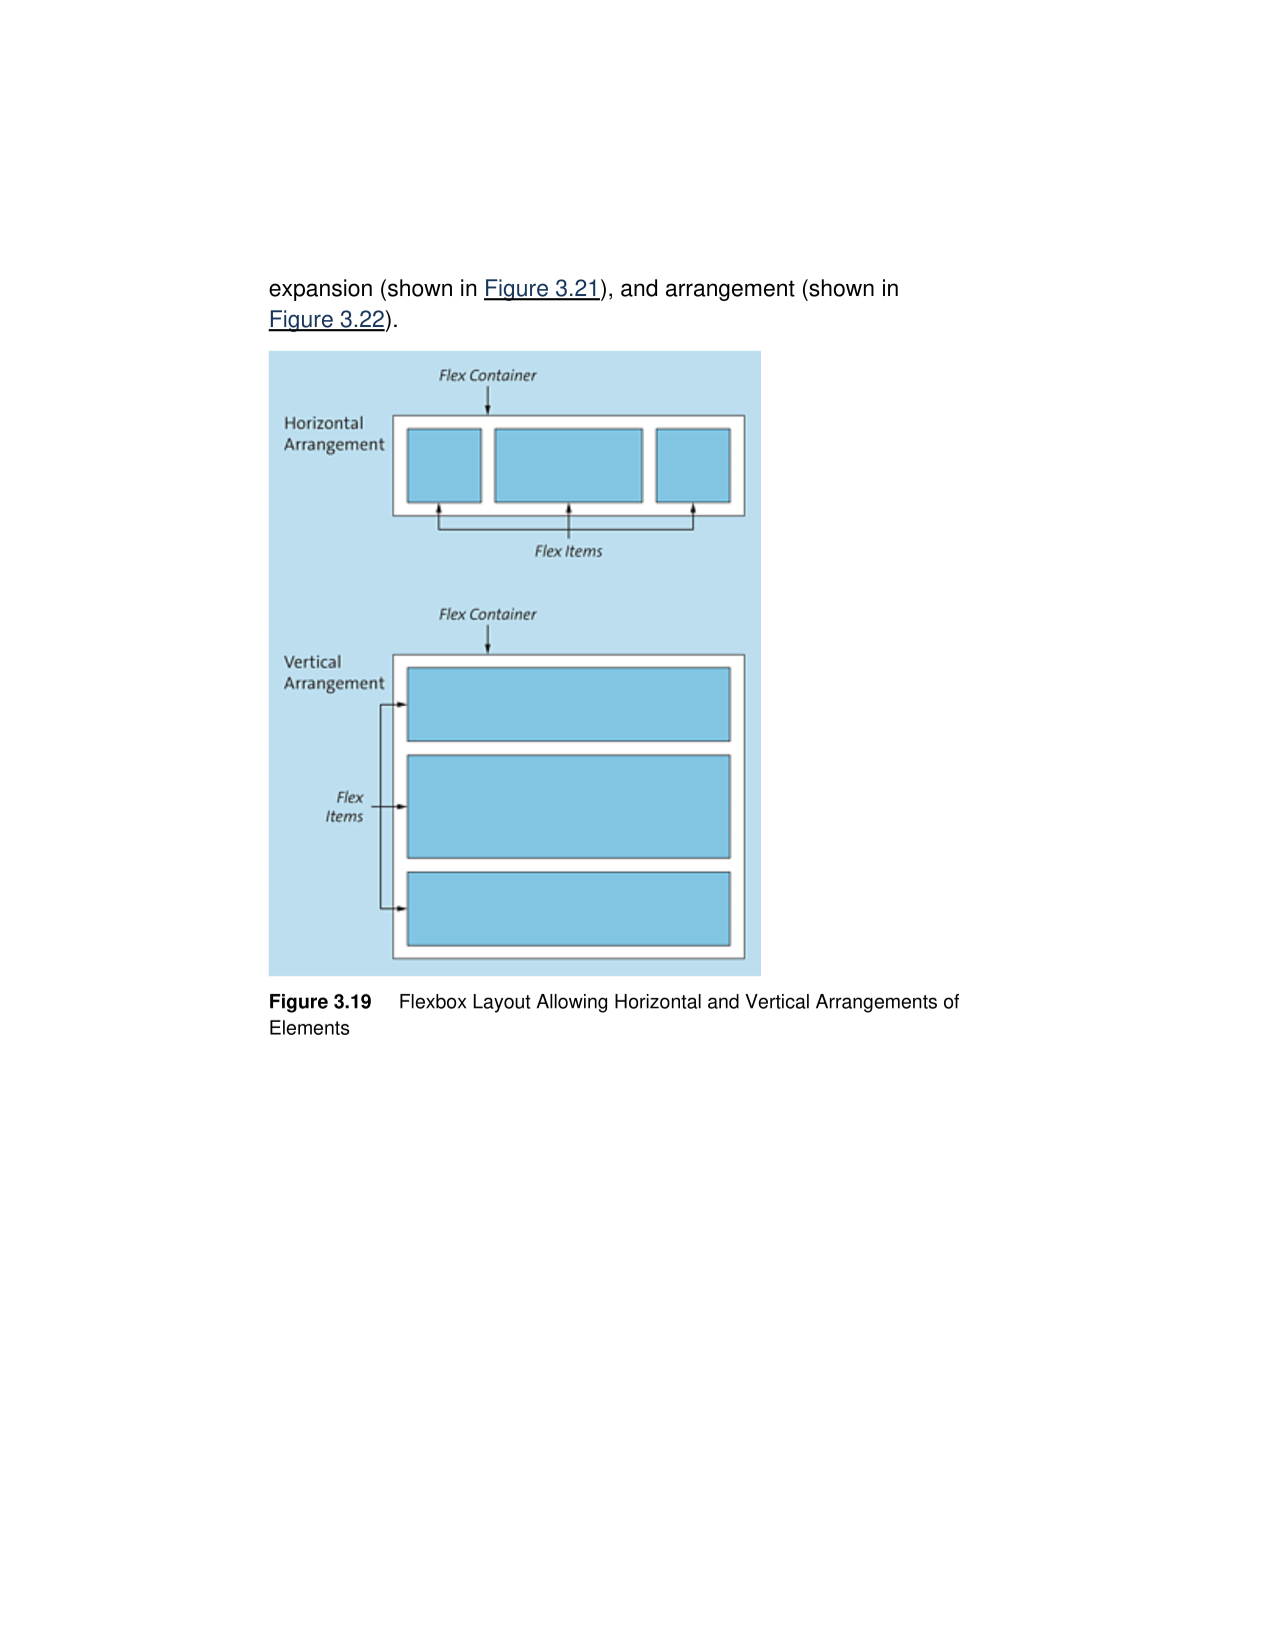 expansion (shown in Figure 3.21), and arrangement (shown in
Figure 3.22).
Flex Container
Horizontal
Arrangement
Flex Items
Flex Container
Vertical
Arrangement
Flex
Items
Figure 3.19 Flexbox Layout Allowing Horizontal and Vertical Arrangements of
Elements